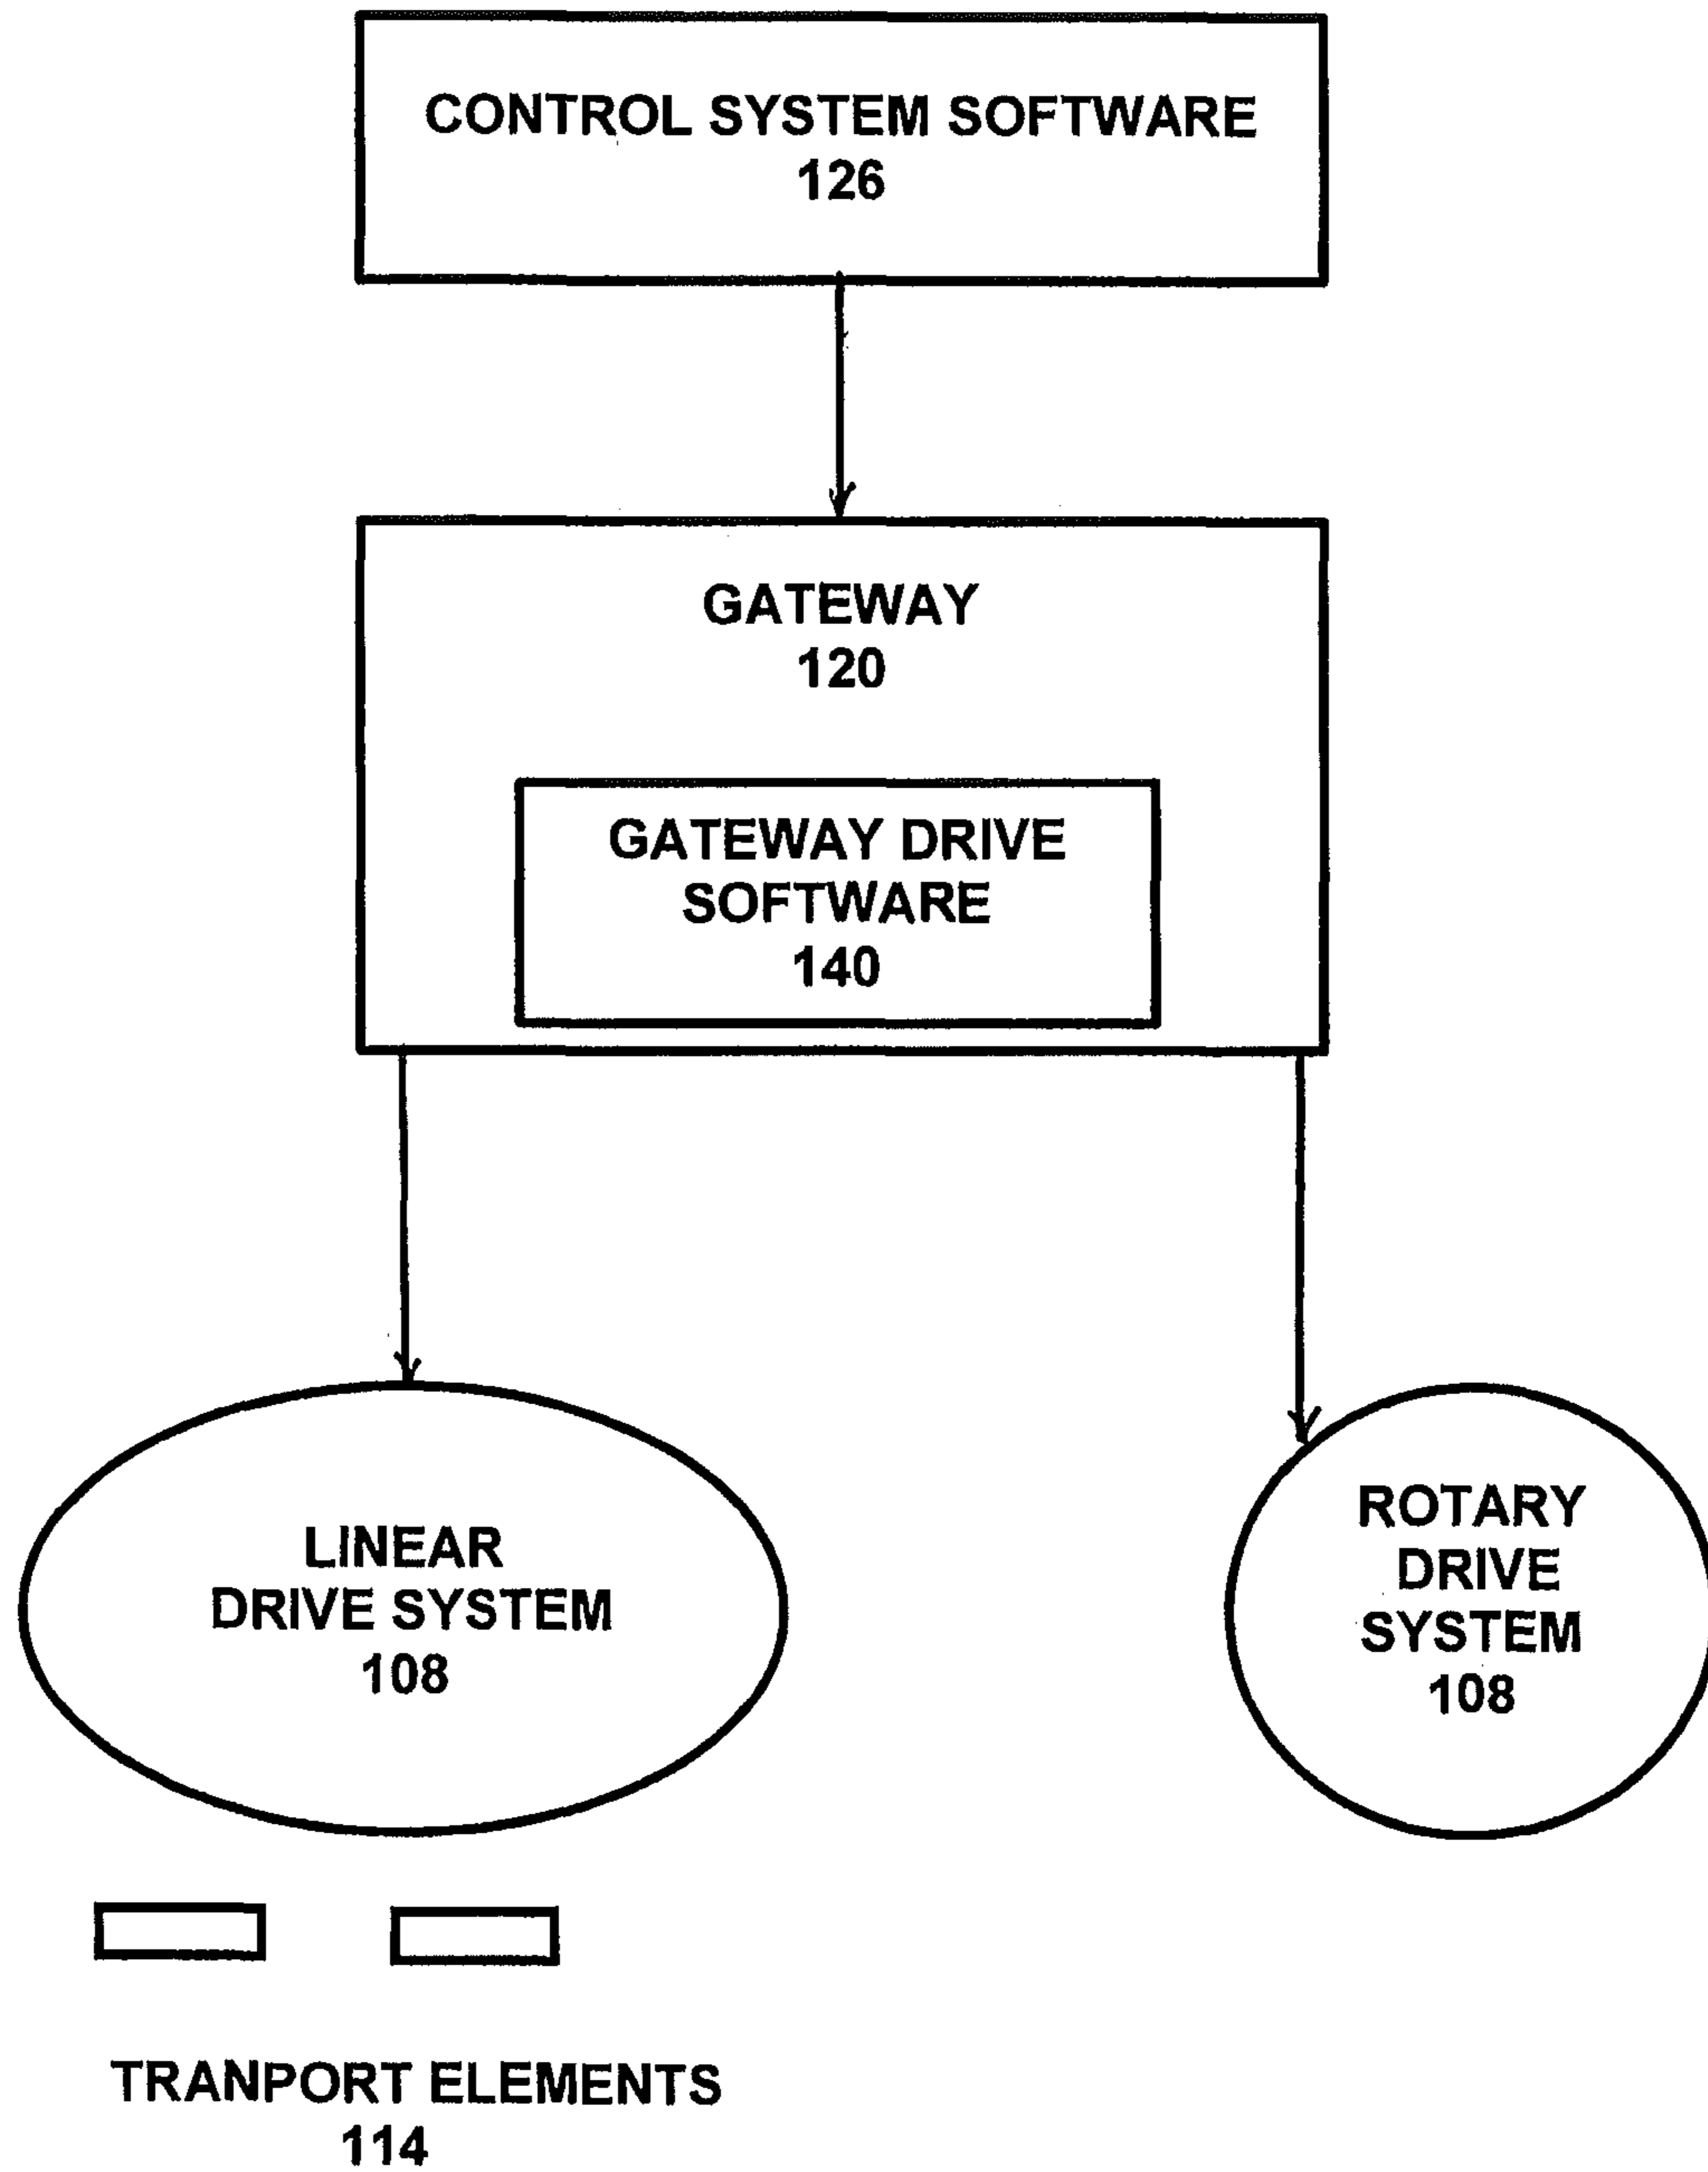 CONTROL SYSTEM SOFTWARE
126
GATEWAY
120
GATEWAY DRIVE
SOFTWARE
140
LINEAR
DRIVE SYSTEM
108
ROTARY
DRIVE
SYSTEM
108
TRANPORT ELEMENTS
114